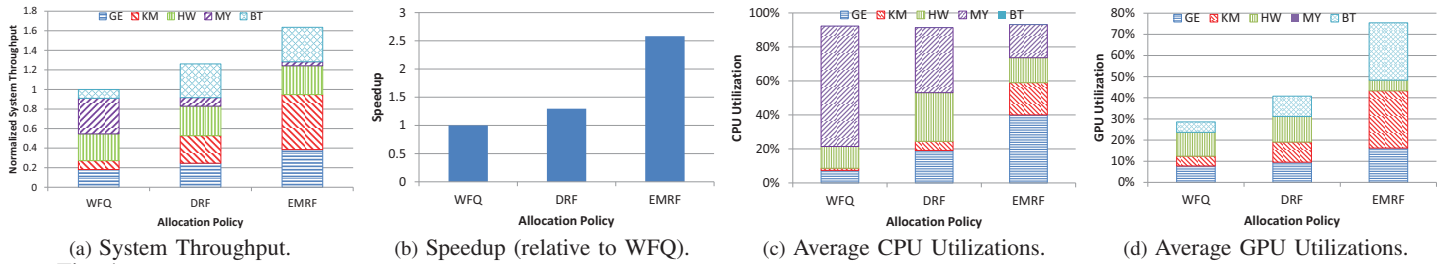 GE KM HW MY BT
Normalized System Throughput
1.8
1.6
1.4
1.2
1
0.8
0.6
0.4
0.2
0
WFQ DRF EMRF
Allocation Policy
(a) System Throughput.
Speedup
3
2.5
2
1.5
1
0.5
0
WFQ DRF EMRF
Allocation Policy
(b) Speedup (relative to WFQ).
GE KM HW MY BT
CPU Utilization
100%
80%
60%
40%
20%
0%
WFQ DRF EMRF
Allocation Policy
(c) Average CPU Utilizations.
GE KM HW MY BT
GPU Utilization
80%
70%
60%
50%
40%
30%
20%
10%
0%
WFQ DRF EMRF
Allocation Policy
(d) Average GPU Utilizations.